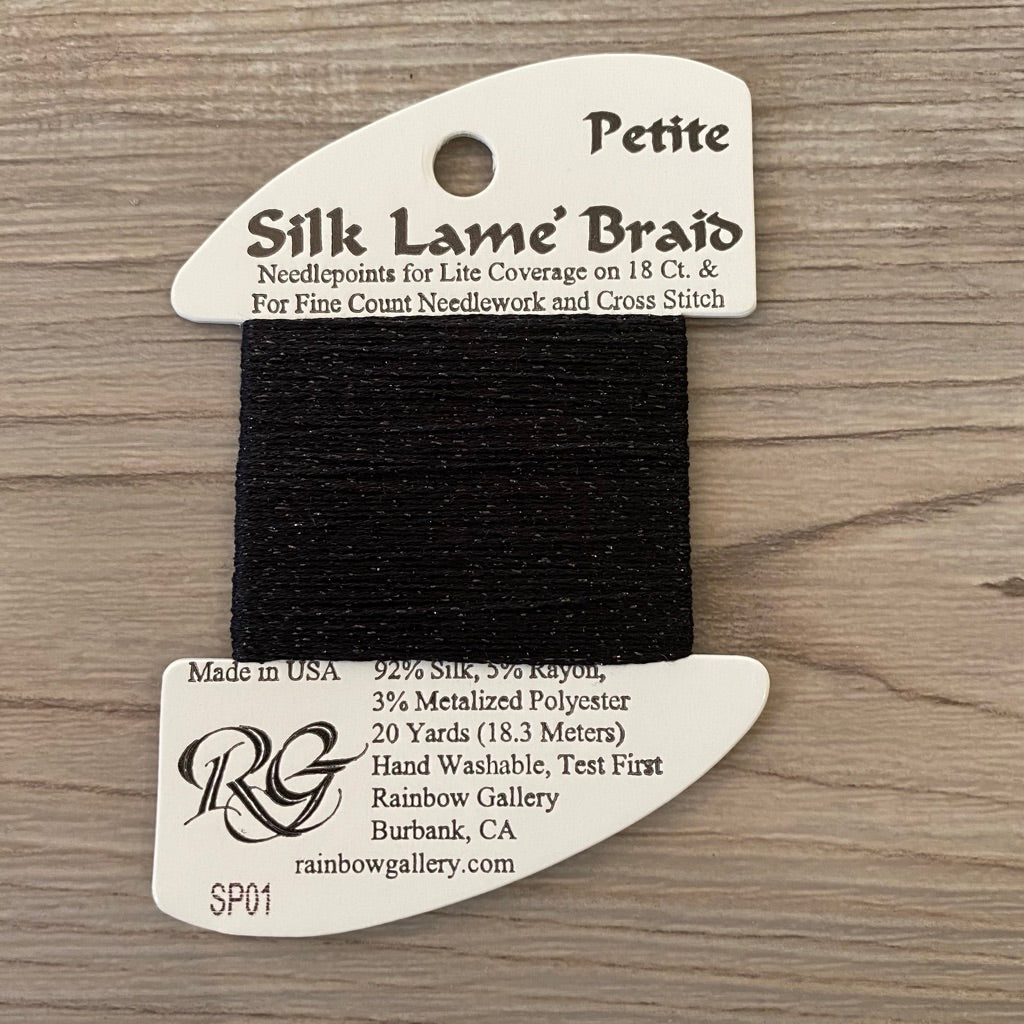 Petite
Silk Lame' Braid
Needlepoints for Lite Coverage on 18 Ct. &
For Fine Count Needlework and Cross Stitch
Made in USA
92% Silk, 5% Rayon,
3% Metalized Polyester
20 Yards (18.3 Meters)
Hand Washable, Test First
RG
Rainbow Gallery
Burbank, CA
rainbowgallery.com
SP01